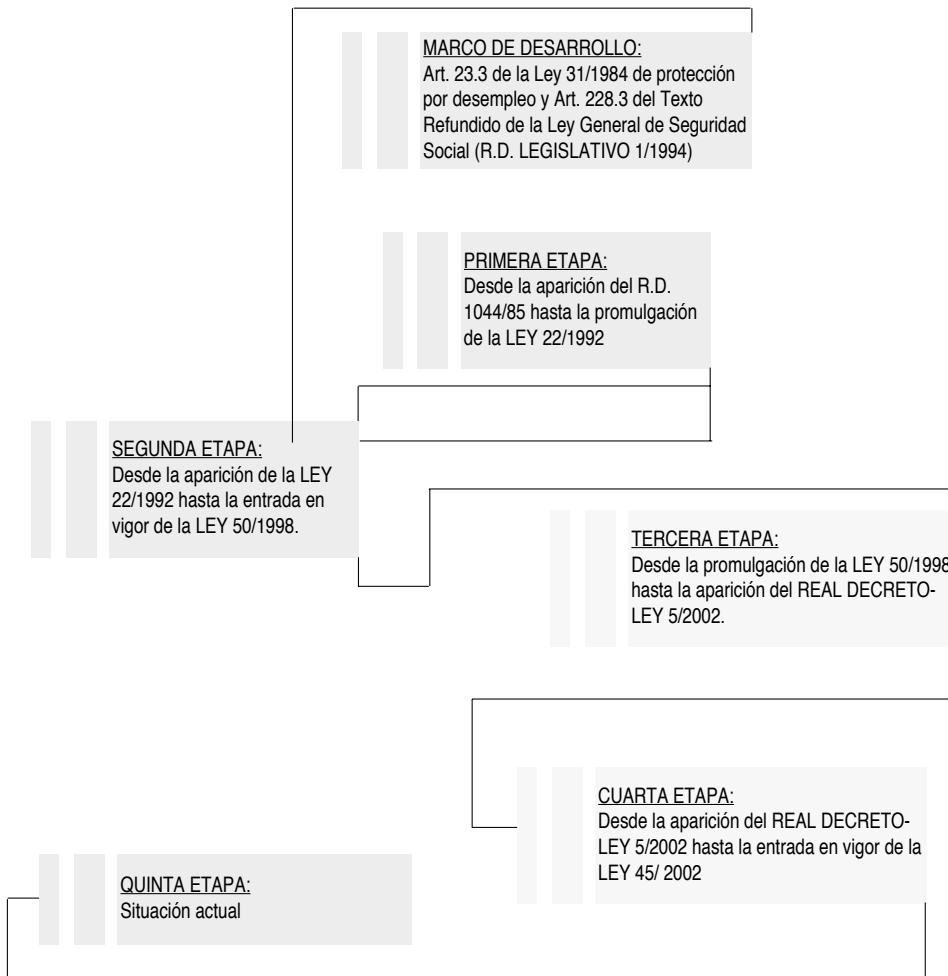 MARCO DE DESARROLLO:
Art. 23.3 de la Ley 31/1984 de protección
por desempleo y Art. 228.3 del Texto
Refundido de la Ley General de Seguridad
Social (R.D. LEGISLATIVO 1/1994)
PRIMERA ETAPA:
Desde la aparición del R.D.
1044/85 hasta la promulgación
de la LEY 22/1992
SEGUNDA ETAPA:
Desde la aparición de la LEY
22/1992 hasta la entrada en
vigor de la LEY 50/1998.
TERCERA ETAPA:
Desde la promulgación de la LEY 50/1998
hasta la aparición del REAL DECRETO-
LEY 5/2002.
CUARTA ETAPA:
Desde la aparición del REAL DECRETO-
LEY 5/2002 hasta la entrada en vigor de la
LEY 45/ 2002
QUINTA ETAPA:
Situación actual